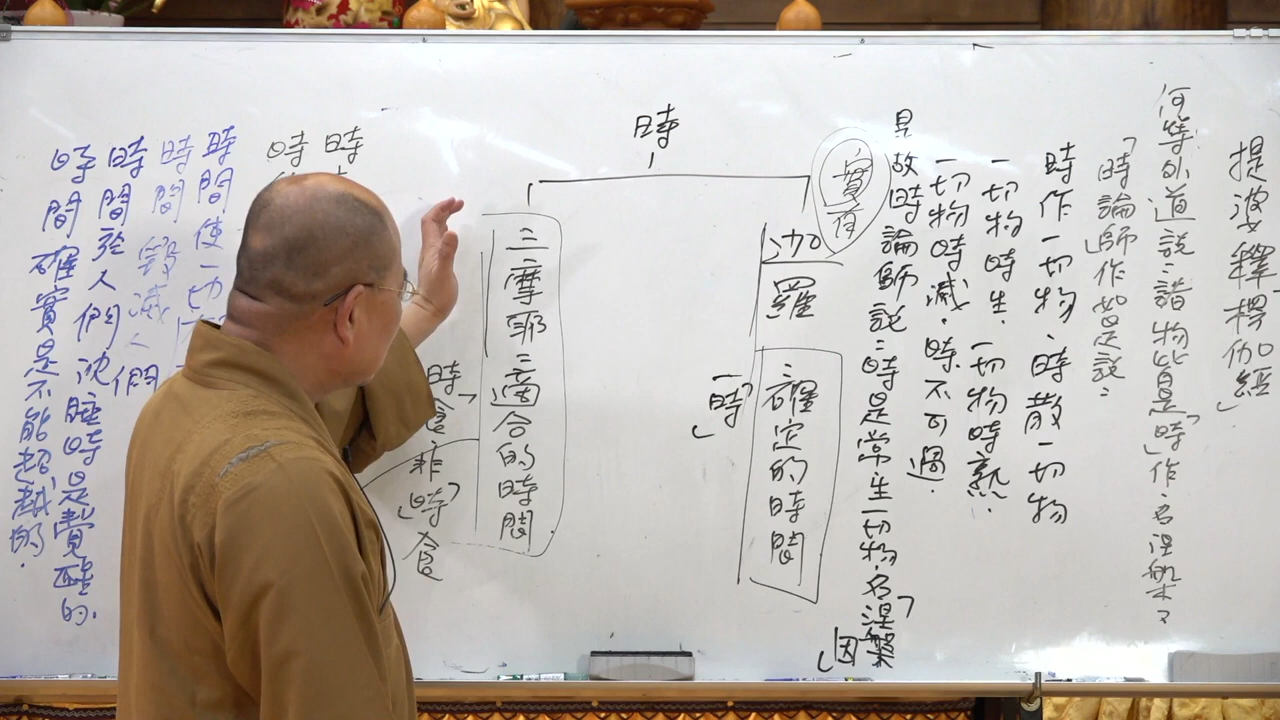 提婆釋楞伽經」
何等外道說：諸物皆是「時」作，名涅槃？
「時論師」作如是說：
時作一切物、時散一切物
一切物時生，一切物時熟
一切物時滅，時不可過
見故時論師說：時是常生一切物，名「涅槃因」
實有
時
迦羅
確定的時間
一「時」
三摩耶：適合的時間
時食非「時」食
時
時
時間使一切
時間毀滅人們
時間於人們沈睡時是覺醒的
時間確實是不能超越的